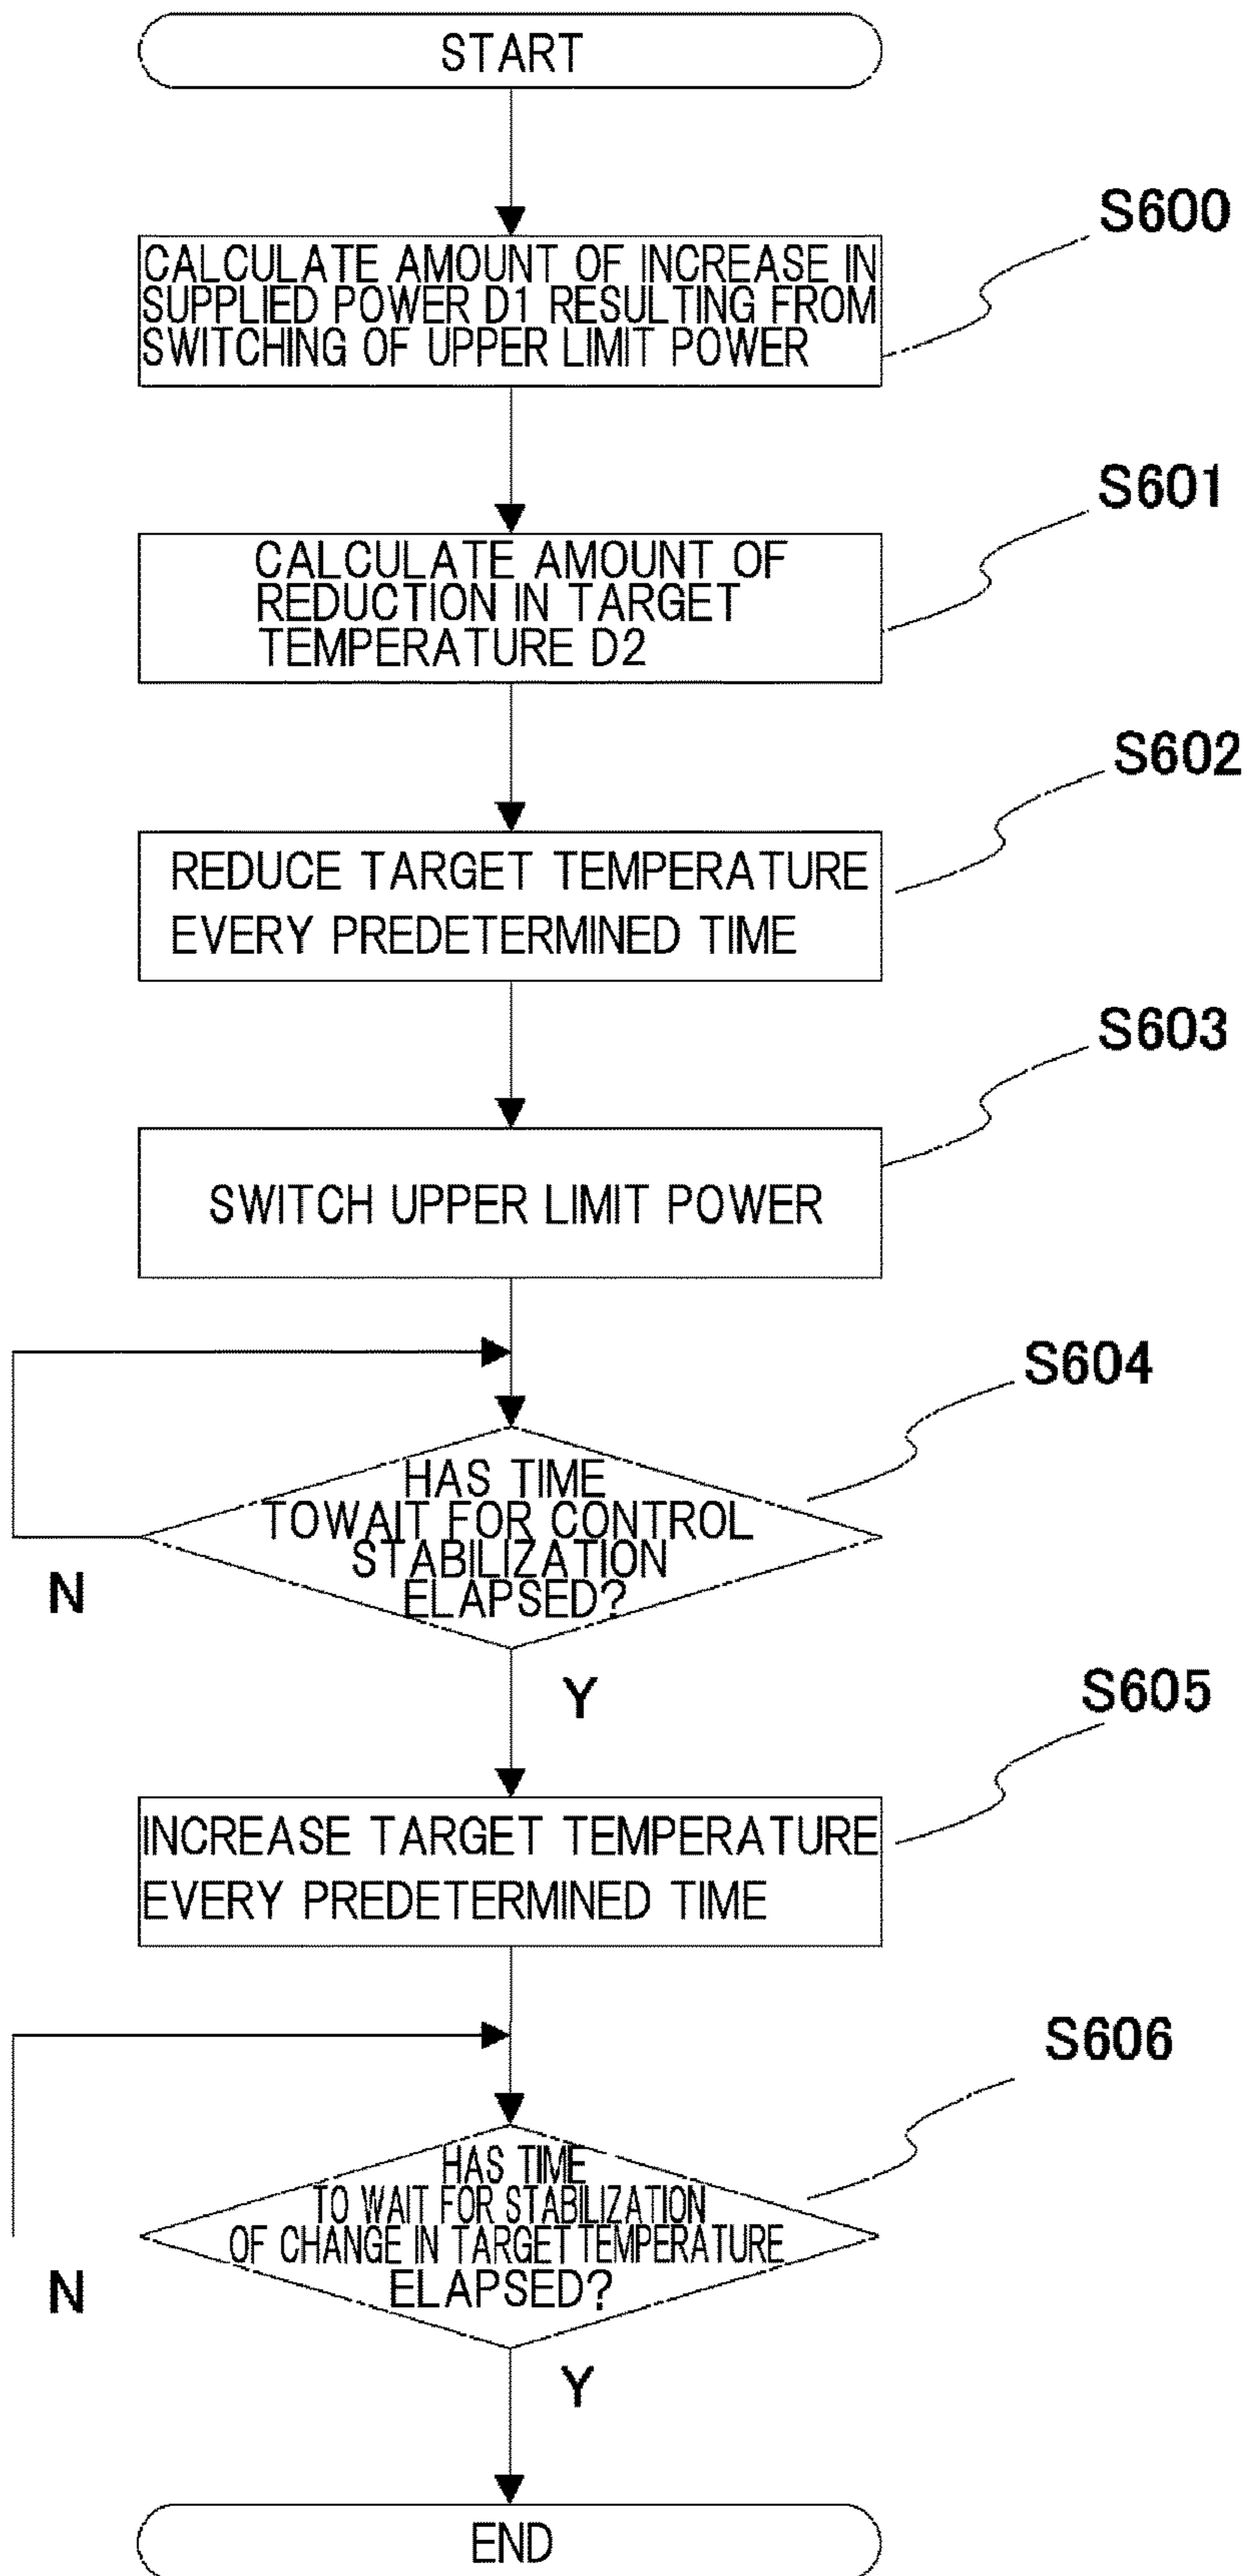 START
S600
CALCULATE AMOUNT OF INCREASE IN
SUPPLIED POWER D1 RESULTING FROM
SWITCHING OF UPPER LIMIT POWER
S601
CALCULATE AMOUNT OF
REDUCTION IN TARGET
TEMPERATURE D2
S602
REDUCE TARGET TEMPERATURE
EVERY PREDETERMINED TIME
S603
SWITCH UPPER LIMIT POWER
S604
HAS TIME
TOWAIT FOR CONTROL
STABILIZATION
ELAPSED?
N
Y
S605
INCREASE TARGET TEMPERATURE
EVERY PREDETERMINED TIME
S606
HAS TIME
TO WAIT FOR STABILIZATION
OF CHANGE IN TARGET TEMPERATURE
ELAPSED?
N
Y
END